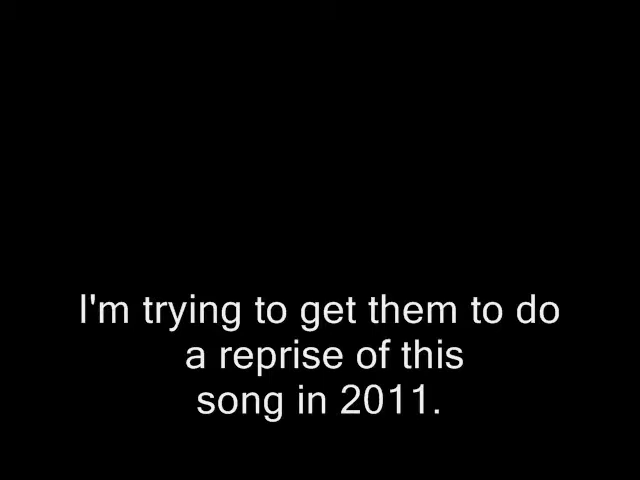 I'm trying to get them to do
a reprise of this
song in 2011.